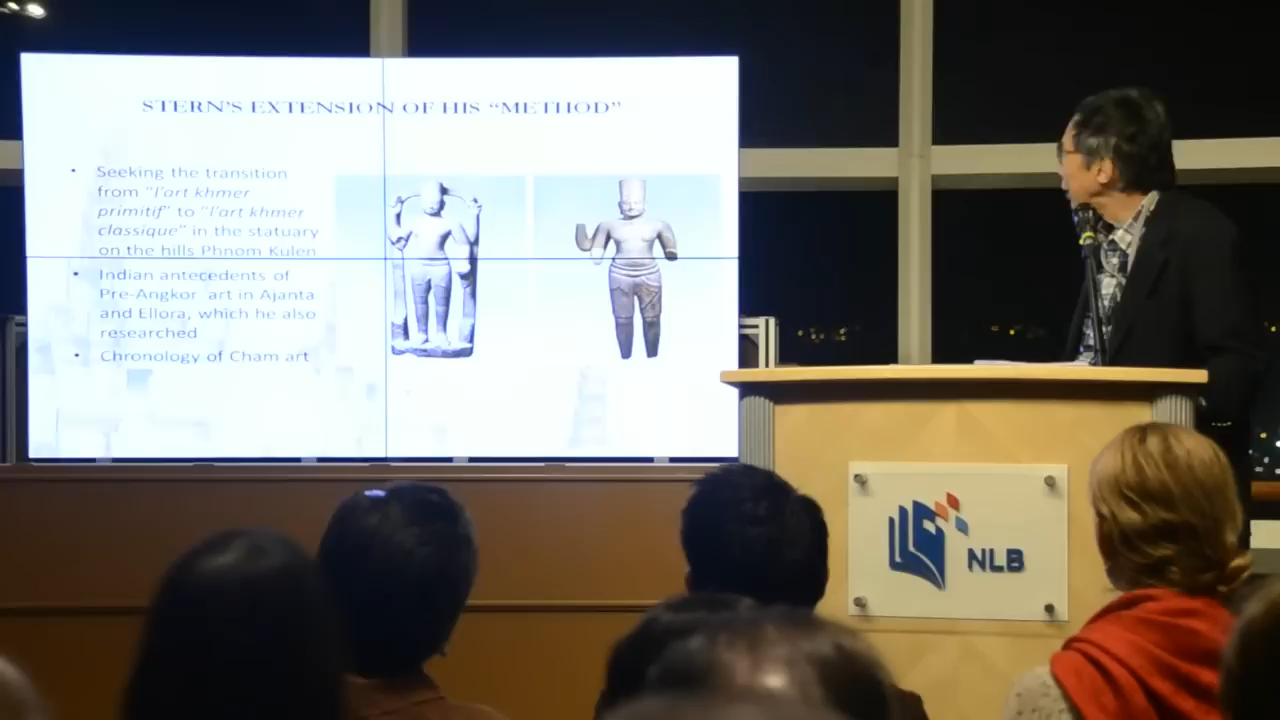 STERN'S EXTENSION OF HIS “METHOD”
• Seeking the transition
from “l'art khmer
primitif” to “l'art khmer
classique” in the statuary
on the hills Phnom Kulen
• Indian antecedents of
Pre-Angkor art in Ajanta
and Ellora, which he also
researched
• Chronology of Cham art
NLB